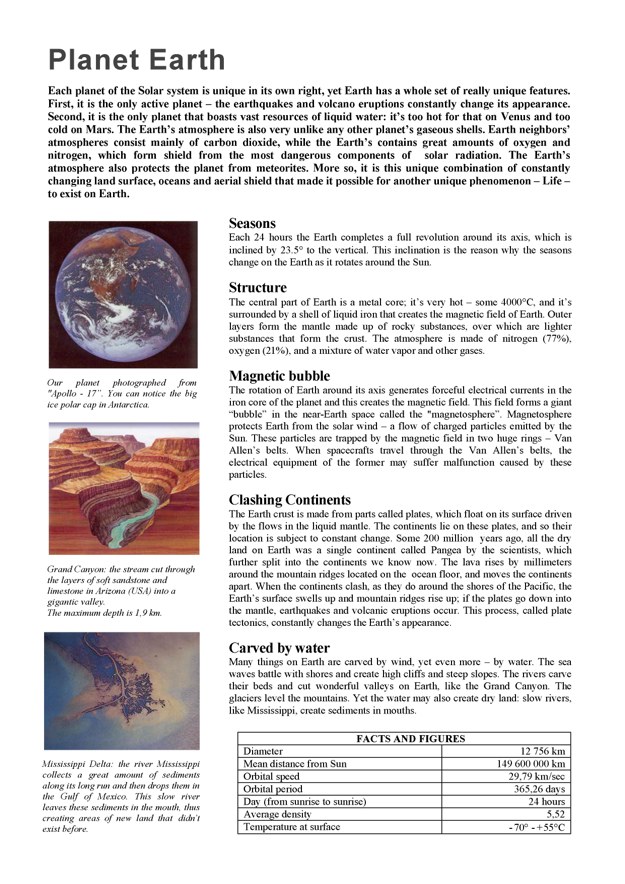 Planet Earth
Each planet of the Solar system is unique in its own right, yet Earth has a whole set of really unique features.
First, it is the only active planet – the earthquakes and volcano eruptions constantly change its appearance.
Second, it is the only planet that boasts vast resources of liquid water: it’s too hot for that on Venus and too
cold on Mars. The Earth’s atmosphere is also very unlike any other planet’s gaseous shells. Earth neighbors’
atmospheres consist mainly of carbon dioxide, while the Earth’s contains great amounts of oxygen and
nitrogen, which form shield from the most dangerous components of solar radiation. The Earth’s
atmosphere also protects the planet from meteorites. More so, it is this unique combination of constantly
changing land surface, oceans and aerial shield that made it possible for another unique phenomenon – Life –
to exist on Earth.
Our planet photographed from
"Apollo - 17”. You can notice the big
ice polar cap in Antarctica.
Grand Canyon: the stream cut through
the layers of soft sandstone and
limestone in Arizona (USA) into a
gigantic valley.
The maximum depth is 1,9 km.
Mississippi Delta: the river Mississippi
collects a great amount of sediments
along its long run and then drops them in
the Gulf of Mexico. This slow river
leaves these sediments in the mouth, thus
creating areas of new land that didn't
exist before.
Seasons
Each 24 hours the Earth completes a full revolution around its axis, which is
inclined by 23.5° to the vertical. This inclination is the reason why the seasons
change on the Earth as it rotates around the Sun.
Structure
The central part of Earth is a metal core; it’s very hot – some 4000°C, and it’s
surrounded by a shell of liquid iron that creates the magnetic field of Earth. Outer
layers form the mantle made up of rocky substances, over which are lighter
substances that form the crust. The atmosphere is made of nitrogen (77%),
oxygen (21%), and a mixture of water vapor and other gases.
Magnetic bubble
The rotation of Earth around its axis generates forceful electrical currents in the
iron core of the planet and this creates the magnetic field. This field forms a giant
“bubble” in the near-Earth space called the "magnetosphere”. Magnetosphere
protects Earth from the solar wind – a flow of charged particles emitted by the
Sun. These particles are trapped by the magnetic field in two huge rings – Van
Allen’s belts. When spacecrafts travel through the Van Allen’s belts, the
electrical equipment of the former may suffer malfunction caused by these
particles.
Clashing Continents
The Earth crust is made from parts called plates, which float on its surface driven
by the flows in the liquid mantle. The continents lie on these plates, and so their
location is subject to constant change. Some 200 million years ago, all the dry
land on Earth was a single continent called Pangea by the scientists, which
further split into the continents we know now. The lava rises by millimeters
around the mountain ridges located on the ocean floor, and moves the continents
apart. When the continents clash, as they do around the shores of the Pacific, the
Earth’s surface swells up and mountain ridges rise up; if the plates go down into
the mantle, earthquakes and volcanic eruptions occur. This process, called plate
tectonics, constantly changes the Earth’s appearance.
Carved by water
Many things on Earth are carved by wind, yet even more – by water. The sea
waves battle with shores and create high cliffs and steep slopes. The rivers carve
their beds and cut wonderful valleys on Earth, like the Grand Canyon. The
glaciers level the mountains. Yet the water may also create dry land: slow rivers,
like Mississippi, create sediments in mouths.
FACTS AND FIGURES
Diameter 12 756 km
Mean distance from Sun 149 600 000 km
Orbital speed 29,79 km/sec
Orbital period 365,26 days
Day (from sunrise to sunrise) 24 hours
Average density 5,52
Temperature at surface - 70° - +55°C